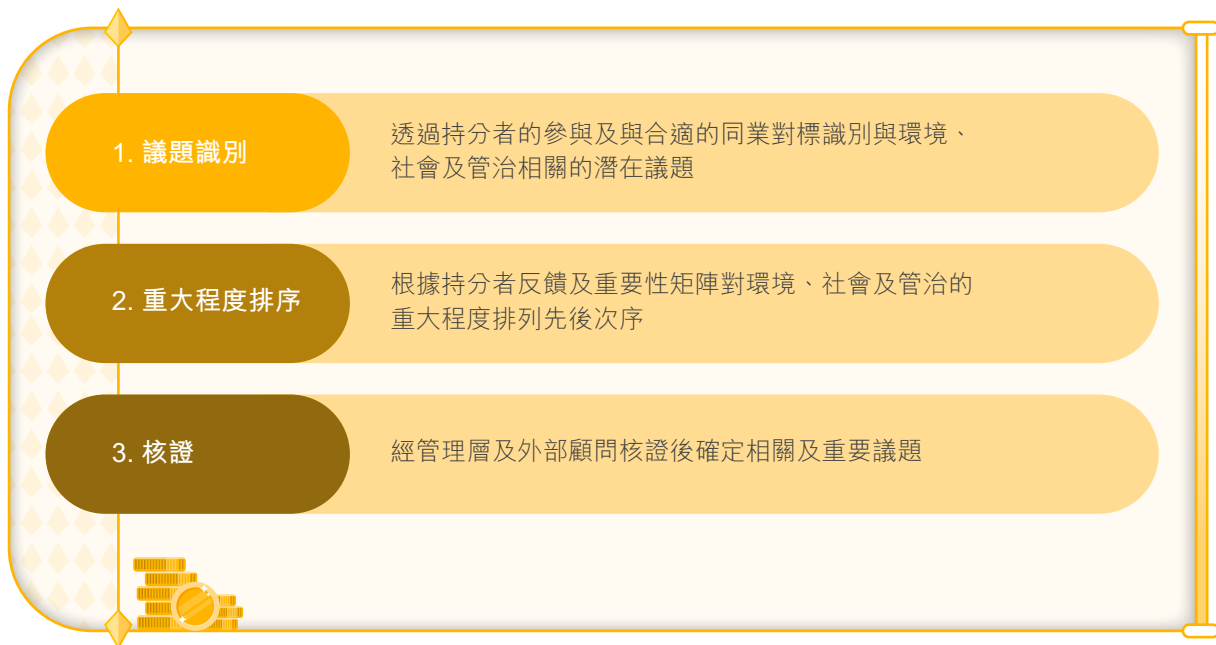 1. 議題識別
透過持分者的參與及與合適的同業對標識別與環境、
社會及管治相關的潛在議題
2. 重大程度排序
根據持分者反饋及重要性矩陣對環境、社會及管治的
重大程度排列先後次序
3. 核證
經管理層及外部顧問核證後確定相關及重要議題